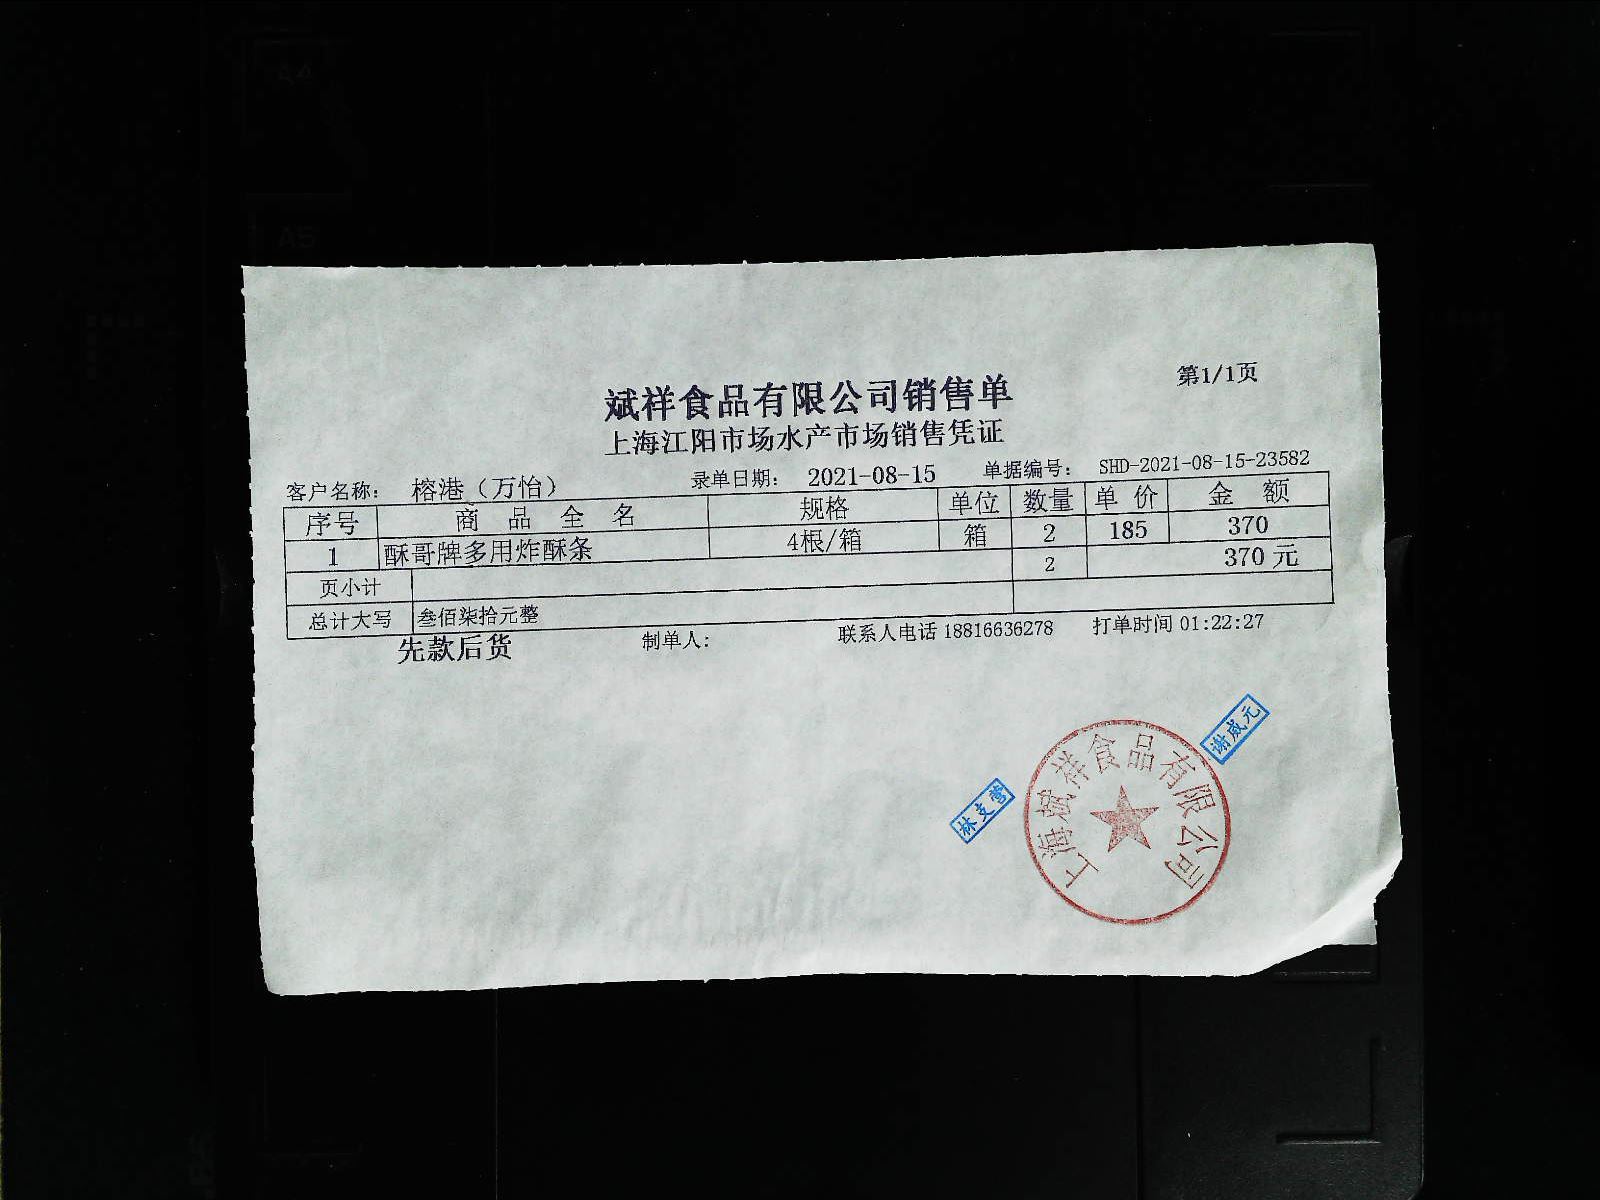 A4
A5
第1/1页
斌祥食品有限公司销售单
上海江阳市场水产市场销售凭证
客户名称： 榕港（万怡） 录单日期： 2021-08-15 单据编号： SHD-2021-08-15-23582
序号 商品全名 规格 单位 数量 单价 金额
1 酥哥牌多用炸酥条 4根/箱 箱 2 185 370
页小计 2 370 元
总计大写 叁佰柒拾元整
先款后货 制单人: 联系人电话 18816636278 打单时间 01:22:27
谢咸元
林支莺
上海斌祥食品有限公司